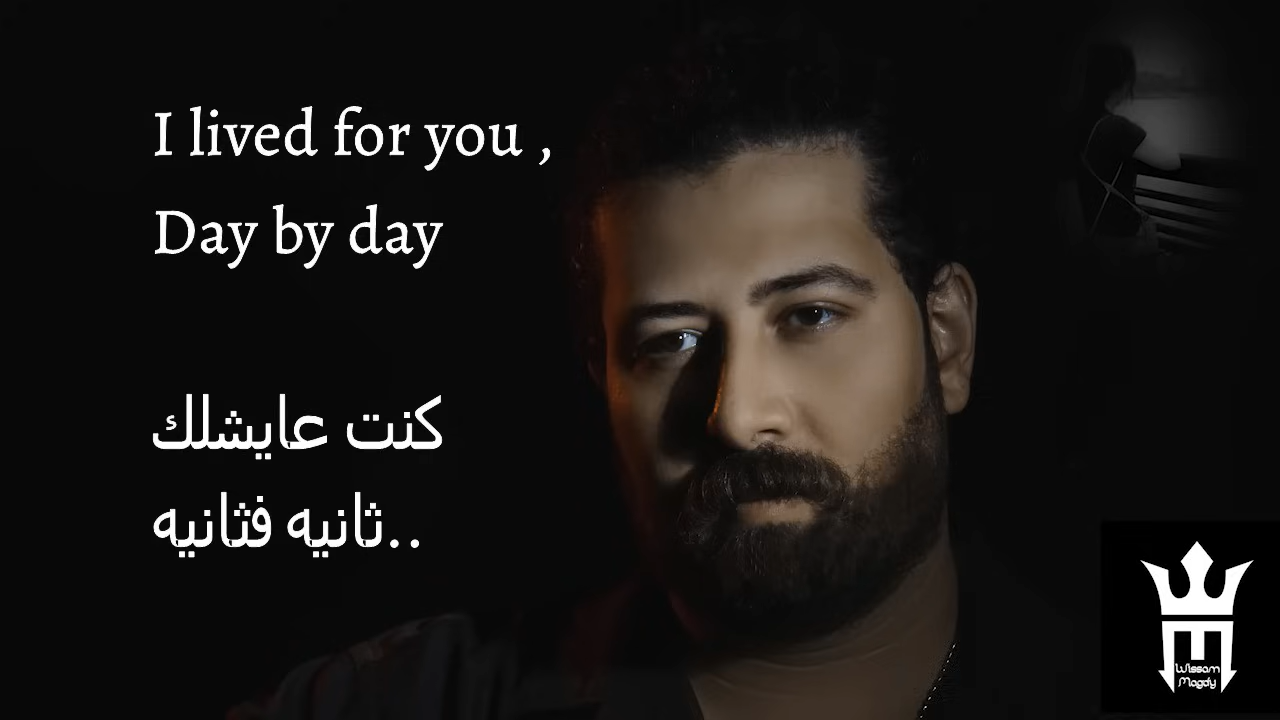 I lived for you ,
Day by day
كنت عايشلك
ثانيه فثانيه..
Wissam
Magdy